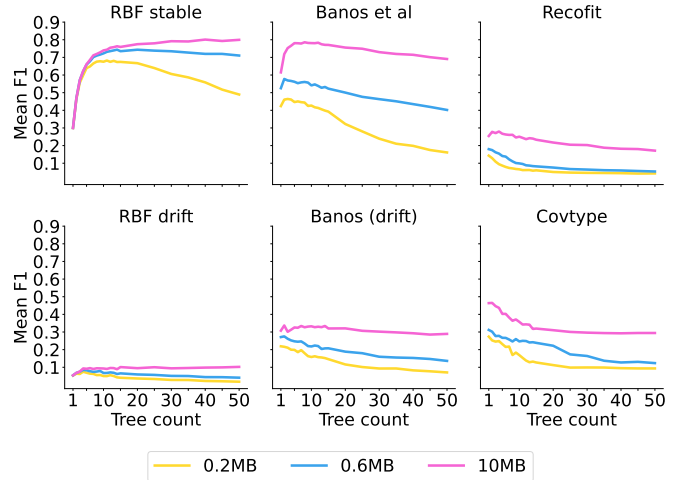 RBF stable
Banos et al
Recofit
Mean F1
0.9
0.8
0.7
0.6
0.5
0.4
0.3
0.2
0.1
RBF drift
Banos (drift)
Covtype
Mean F1
0.9
0.8
0.7
0.6
0.5
0.4
0.3
0.2
0.1
1 10 20 30 40 50
1 10 20 30 40 50
1 10 20 30 40 50
Tree count
Tree count
Tree count
0.2MB 0.6MB 10MB